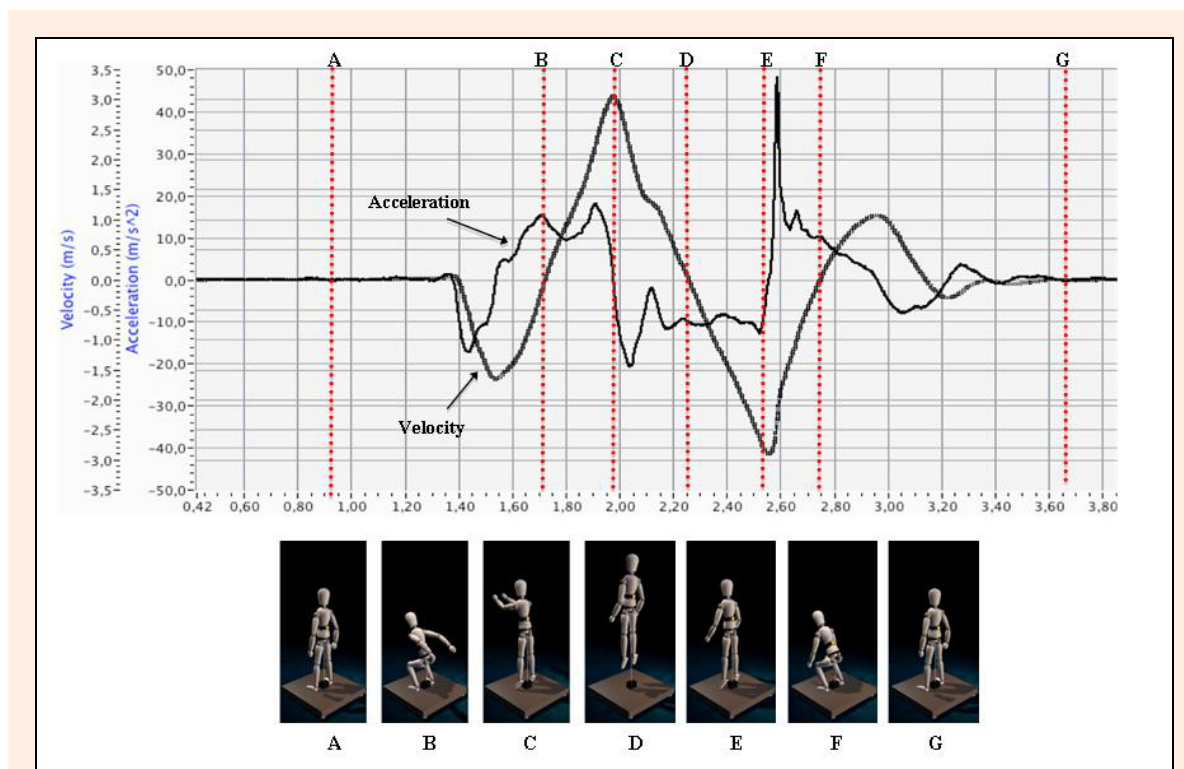 A B C D E F G
3,5 50,0
3,0 40,0
2,5
2,0 30,0
1,5 20,0
1,0
0,5 10,0
0,0 0,0
-0,5 -10,0
-1,0
-1,5 -20,0
-2,0 -30,0
-2,5 -40,0
-3,0
-3,5 -50,0
Velocity (m/s)
Acceleration (m/s^2)
Acceleration
Velocity
0,42 0,60 0,80 1,00 1,20 1,40 1,60 1,80 2,00 2,20 2,40 2,60 2,80 3,00 3,20 3,40 3,60 3,80
A B C D E F G